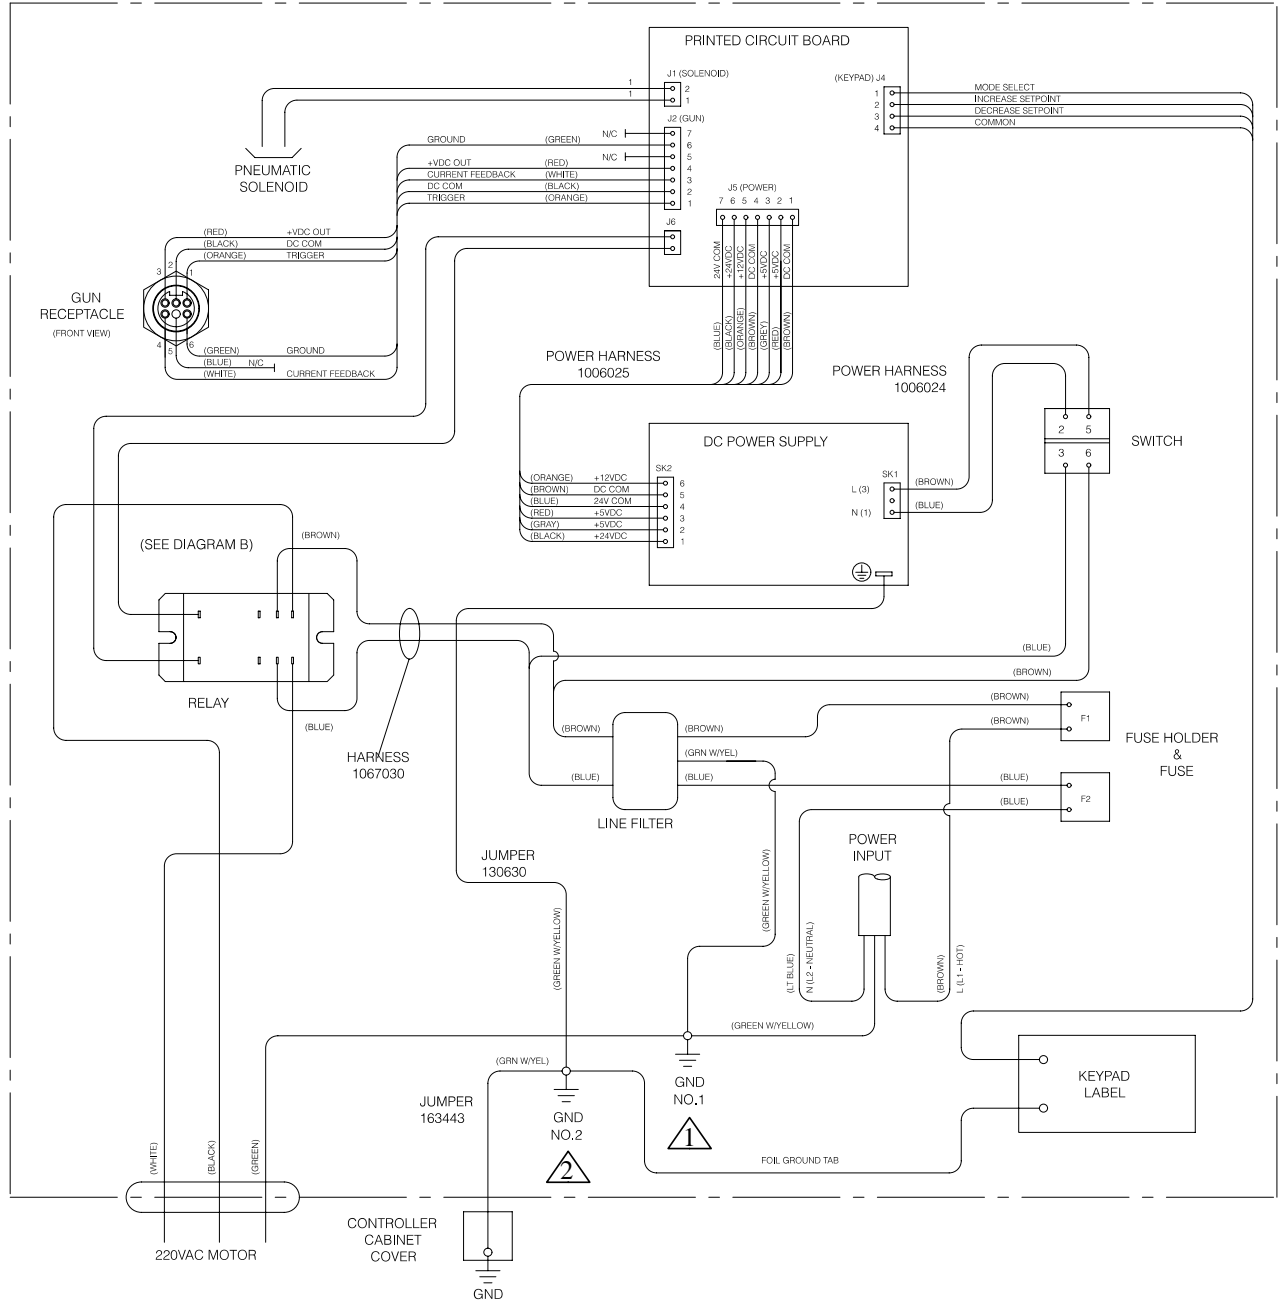 PRINTED CIRCUIT BOARD
J1 (SOLENOID)
1
2
1
1
(KEYPAD) J4
1
2
3
4
MODE SELECT
INCREASE SETPOINT
DECREASE SETPOINT
COMMON
J2 (GUN)
N/C
7
GROUND
(GREEN)
6
N/C
5
+VDC OUT
(RED)
4
CURRENT FEEDBACK
(WHITE)
3
DC COM
(BLACK)
2
TRIGGER
(ORANGE)
1
J6
PNEUMATIC
SOLENOID
J5 (POWER)
7 6 5 4 3 2 1
24V COM
+24VDC
+12VDC
DC COM
+5VDC
+5VDC
DC COM
(BLUE)
(BLACK)
(ORANGE)
(BROWN)
(GREY)
(RED)
(BROWN)
(RED)
+VDC OUT
(BLACK)
DC COM
(ORANGE)
TRIGGER
3
2
1
GUN
RECEPTACLE
(FRONT VIEW)
4
5
6
(GREEN)
GROUND
(BLUE)
N/C
(WHITE)
CURRENT FEEDBACK
POWER HARNESS
1006025
POWER HARNESS
1006024
2 5
3 6
SWITCH
DC POWER SUPPLY
SK2
(ORANGE)
+12VDC
6
(BROWN)
DC COM
5
(BLUE)
24V COM
4
(RED)
+5VDC
3
(GRAY)
+5VDC
2
(BLACK)
+24VDC
1
SK1
L (3)
N (1)
(BROWN)
(BLUE)
(SEE DIAGRAM B)
(BROWN)
RELAY
(BLUE)
HARNESS
1067030
(BLUE)
(BROWN)
(BROWN)
(BLUE)
(BROWN)
(GRN W/YEL)
(BLUE)
LINE FILTER
(BROWN)
(BROWN)
F1
FUSE HOLDER
&
FUSE
(BLUE)
(BLUE)
F2
POWER
INPUT
JUMPER
130630
(GREEN W/YELLOW)
(GREEN W/YELLOW)
(LT BLUE)
N (L2 - NEUTRAL)
(BROWN)
L (L1 - HOT)
(GREEN W/YELLOW)
(GRN W/YEL)
GND
NO.1
1
JUMPER
163443
GND
NO.2
2
KEYPAD
LABEL
FOIL GROUND TAB
(WHITE)
(BLACK)
(GREEN)
220VAC MOTOR
CONTROLLER
CABINET
COVER
GND